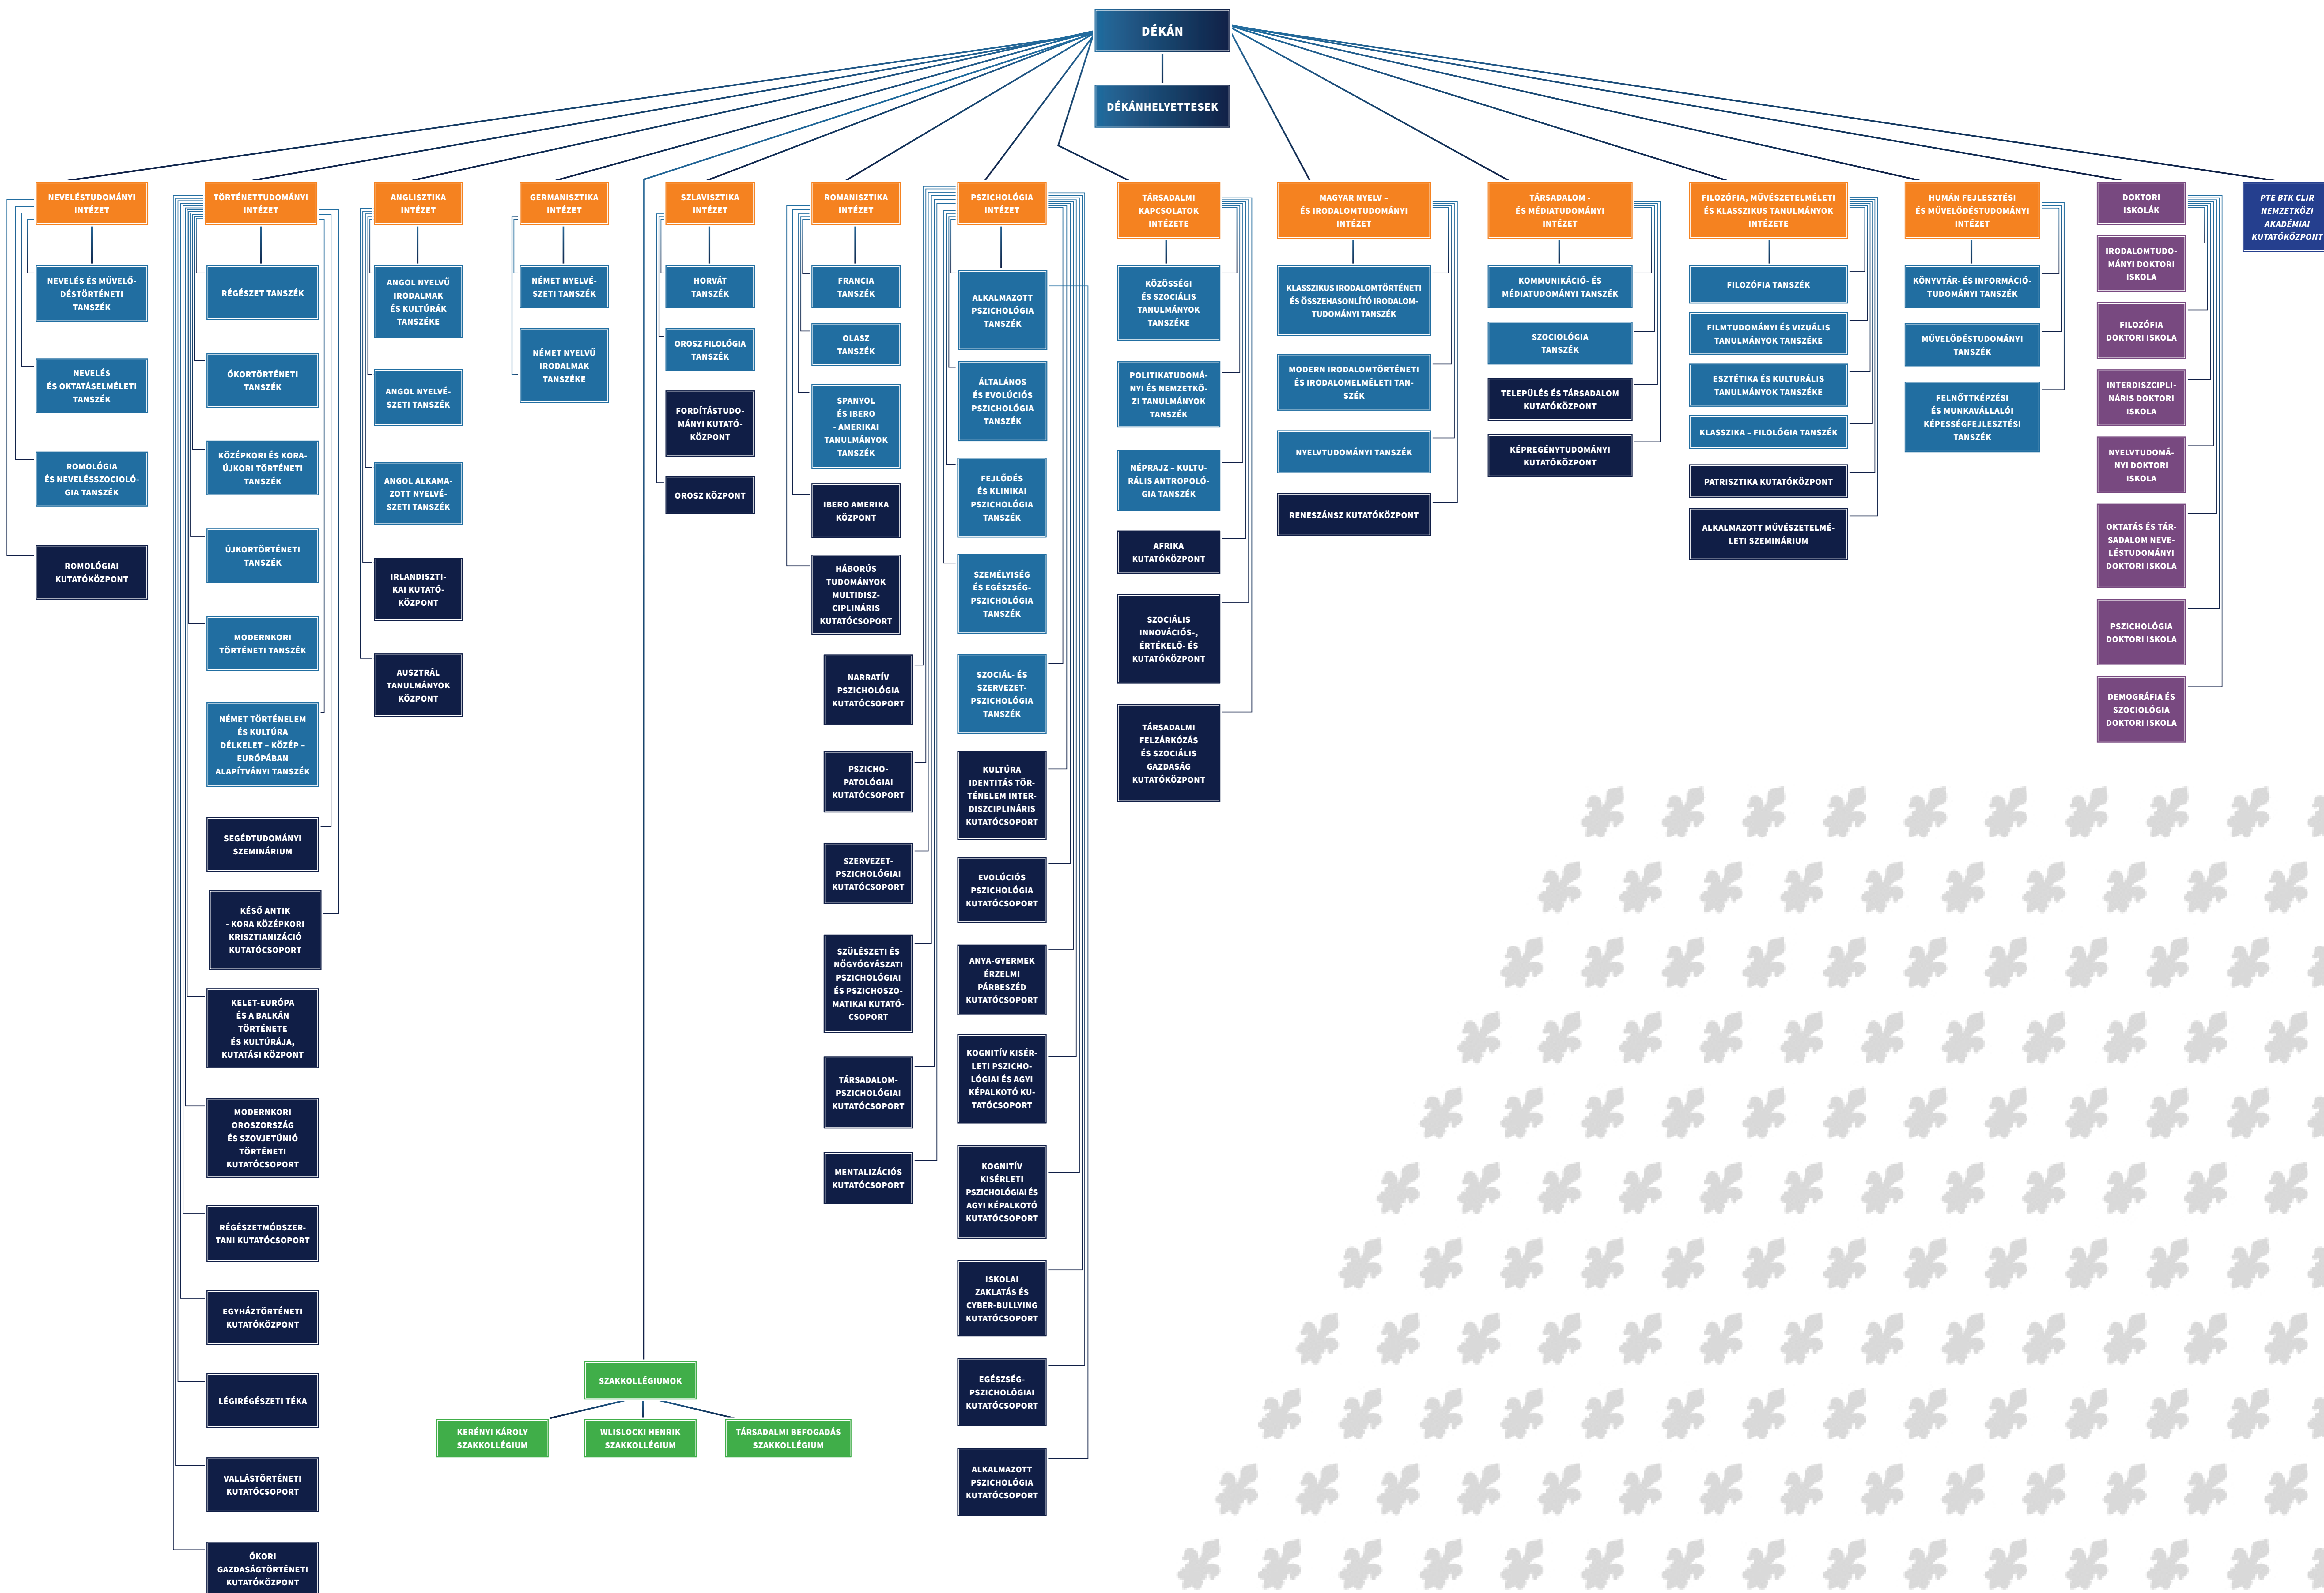 DÉKÁN
DÉKÁNHELYETTESEK
NEVELÉSTUDOMÁNYI
INTÉZET
NEVELÉS ÉS MŰVELŐ-
DÉSTÖRTÉNETI
TANSZÉK
NEVELÉS
ÉS OKTATÁSELMÉLETI
TANSZÉK
ROMOLÓGIA
ÉS NEVELÉSSZOCIOLÓ-
GIA TANSZÉK
ROMOLÓGIAI
KUTATÓKÖZPONT
TÖRTÉNETTUDOMÁNYI
INTÉZET
RÉGÉSZET TANSZÉK
ÓKORTÖRTÉNETI
TANSZÉK
KÖZÉPKORI ÉS KORA-
ÚJKORI TÖRTÉNETI
TANSZÉK
ÚJKORTÖRTÉNETI
TANSZÉK
MODERNKORI
TÖRTÉNETI TANSZÉK
NÉMET TÖRTÉNELEM
ÉS KULTÚRA
DÉLKELET – KÖZÉP –
EURÓPÁBAN
ALAPÍTVÁNYI TANSZÉK
SEGÉDTUDOMÁNYI
SZEMINÁRIUM
KÉSŐ ANTIK
- KORA KÖZÉPKORI
KRISZTIANIZÁCIÓ
KUTATÓCSOPORT
KELET-EURÓPA
ÉS A BALKÁN
TÖRTÉNETE
ÉS KULTÚRÁJA,
KUTATÁSI KÖZPONT
MODERNKORI
OROSZORSZÁG
ÉS SZOVJETÚNIÓ
TÖRTÉNETI
KUTATÓCSOPORT
RÉGÉSZETMÓDSZER-
TANI KUTATÓCSOPORT
EGYHÁZTÖRTÉNETI
KUTATÓKÖZPONT
LÉGIRÉGÉSZETI TÉKA
VALLÁSTÖRTÉNETI
KUTATÓCSOPORT
ÓKORI
GAZDASÁGTÖRTÉNETI
KUTATÓKÖZPONT
ANGLISZTIKA
INTÉZET
ANGOL NYELVŰ
IRODALMAK
ÉS KULTÚRÁK
TANSZÉKE
ANGOL NYELVÉ-
SZETI TANSZÉK
ANGOL ALKAMA-
ZOTT NYELVÉ-
SZETI TANSZÉK
IRLANDISZTI-
KAI KUTATÓ-
KÖZPONT
AUSZTRÁL
TANULMÁNYOK
KÖZPONT
GERMANISZTIKA
INTÉZET
NÉMET NYELVÉ-
SZETI TANSZÉK
NÉMET NYELVŰ
IRODALMAK
TANSZÉKE
SZAKKOLLÉGIUMOK
KERÉNYI KÁROLY
SZAKKOLLÉGIUM
WLISLOCKI HENRIK
SZAKKOLLÉGIUM
TÁRSADALMI BEFOGADÁS
SZAKKOLLÉGIUM
SZLAVISZTIKA
INTÉZET
HORVÁT
TANSZÉK
OROSZ FILOLÓGIA
TANSZÉK
FORDÍTÁSTUDO-
MÁNYI KUTATÓ-
KÖZPONT
OROSZ KÖZPONT
ROMANISZTIKA
INTÉZET
FRANCIA
TANSZÉK
OLASZ
TANSZÉK
SPANYOL
ÉS IBERO
- AMERIKAI
TANULMÁNYOK
TANSZÉK
IBERO AMERIKA
KÖZPONT
HÁBORÚS
TUDOMÁNYOK
MULTIDISZ-
CIPLINÁRIS
KUTATÓCSOPORT
NARRATÍV
PSZICHOLÓGIA
KUTATÓCSOPORT
PSZICHO-
PATOLÓGIAI
KUTATÓCSOPORT
SZERVEZET-
PSZICHOLÓGIAI
KUTATÓCSOPORT
SZÜLÉSZETI ÉS
NŐGYÓGYÁSZATI
PSZICHOLÓGIAI
ÉS PSZICHOSZO-
MATIKAI KUTATÓ-
CSOPORT
TÁRSADALOM-
PSZICHOLÓGIAI
KUTATÓCSOPORT
MENTALIZÁCIÓS
KUTATÓCSOPORT
PSZICHOLÓGIA
INTÉZET
ALKALMAZOTT
PSZICHOLÓGIA
TANSZÉK
ÁLTALÁNOS
ÉS EVOLÚCIÓS
PSZICHOLÓGIA
TANSZÉK
FEJLŐDÉS
ÉS KLINIKAI
PSZICHOLÓGIA
TANSZÉK
SZEMÉLYISÉG
ÉS EGÉSZSÉG-
PSZICHOLÓGIA
TANSZÉK
SZOCIÁL- ÉS
SZERVEZET-
PSZICHOLÓGIA
TANSZÉK
KULTÚRA
IDENTITÁS TÖR-
TÉNELEM INTER-
DISZCIPLINÁRIS
KUTATÓCSOPORT
EVOLÚCIÓS
PSZICHOLÓGIA
KUTATÓCSOPORT
ANYA-GYERMEK
ÉRZELMI
PÁRBESZÉD
KUTATÓCSOPORT
KOGNITÍV KISÉR-
LETI PSZICHO-
LÓGIAI ÉS AGYI
KÉPALKOTÓ KU-
TATÓCSOPORT
KOGNITÍV
KISÉRLETI
PSZICHOLÓGIAI ÉS
AGYI KÉPALKOTÓ
KUTATÓCSOPORT
ISKOLAI
ZAKLATÁS ÉS
CYBER-BULLYING
KUTATÓCSOPORT
EGÉSZSÉG-
PSZICHOLÓGIAI
KUTATÓCSOPORT
ALKALMAZOTT
PSZICHOLÓGIA
KUTATÓCSOPORT
TÁRSADALMI
KAPCSOLATOK
INTÉZETE
KÖZÖSSÉGI
ÉS SZOCIÁLIS
TANULMÁNYOK
TANSZÉKE
POLITIKATUDOMÁ-
NYI ÉS NEMZETKÖ-
ZI TANULMÁNYOK
TANSZÉK
NÉPRAJZ – KULTU-
RÁLIS ANTROPOLÓ-
GIA TANSZÉK
AFRIKA
KUTATÓKÖZPONT
SZOCIÁLIS
INNOVÁCIÓS-,
ÉRTÉKELŐ- ÉS
KUTATÓKÖZPONT
TÁRSADALMI
FELZÁRKÓZÁS
ÉS SZOCIÁLIS
GAZDASÁG
KUTATÓKÖZPONT
MAGYAR NYELV –
ÉS IRODALOMTUDOMÁNYI
INTÉZET
KLASSZIKUS IRODALOMTÖRTÉNETI
ÉS ÖSSZEHASONLÍTÓ IRODALOM-
TUDOMÁNYI TANSZÉK
MODERN IRODALOMTÖRTÉNETI
ÉS IRODALOMELMÉLETI TAN-
SZÉK
NYELVTUDOMÁNYI TANSZÉK
RENESZÁNSZ KUTATÓKÖZPONT
TÁRSADALOM -
ÉS MÉDIATUDOMÁNYI
INTÉZET
KOMMUNIKÁCIÓ- ÉS
MÉDIATUDOMÁNYI TANSZÉK
SZOCIOLÓGIA
TANSZÉK
TELEPÜLÉS ÉS TÁRSADALOM
KUTATÓKÖZPONT
KÉPREGÉNYTUDOMÁNYI
KUTATÓKÖZPONT
FILOZÓFIA, MŰVÉSZETELMÉLETI
ÉS KLASSZIKUS TANULMÁNYOK
INTÉZETE
FILOZÓFIA TANSZÉK
FILMTUDOMÁNYI ÉS VIZUÁLIS
TANULMÁNYOK TANSZÉKE
ESZTÉTIKA ÉS KULTURÁLIS
TANULMÁNYOK TANSZÉKE
KLASSZIKA – FILOLÓGIA TANSZÉK
PATRISZTIKA KUTATÓKÖZPONT
ALKALMAZOTT MŰVÉSZETELMÉ-
LETI SZEMINÁRIUM
HUMÁN FEJLESZTÉSI
ÉS MŰVELŐDÉSTUDOMÁNYI
INTÉZET
KÖNYVTÁR- ÉS INFORMÁCIÓ-
TUDOMÁNYI TANSZÉK
MŰVELŐDÉSTUDOMÁNYI
TANSZÉK
FELNŐTTKÉPZÉSI
ÉS MUNKAVÁLLALÓI
KÉPESSÉGFEJLESZTÉSI
TANSZÉK
DOKTORI
ISKOLÁK
IRODALOMTUDO-
MÁNYI DOKTORI
ISKOLA
FILOZÓFIA
DOKTORI ISKOLA
INTERDISZCIPLI-
NÁRIS DOKTORI
ISKOLA
NYELVTUDOMÁ-
NYI DOKTORI
ISKOLA
OKTATÁS ÉS TÁR-
SADALOM NEVE-
LÉSTUDOMÁNYI
DOKTORI ISKOLA
PSZICHOLÓGIA
DOKTORI ISKOLA
DEMOGRÁFIA ÉS
SZOCIOLÓGIA
DOKTORI ISKOLA
PTE BTK CLIR
NEMZETKÖZI
AKADÉMIAI
KUTATÓKÖZPONT